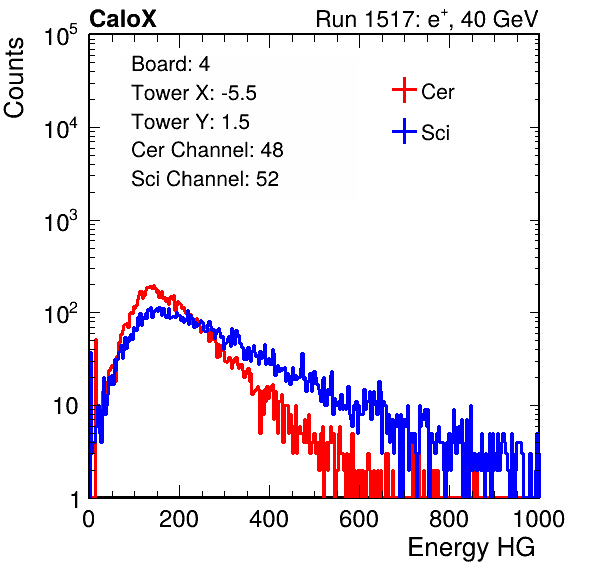 CaloX
Run 1517: e⁺, 40 GeV
Counts
Board: 4
Tower X: -5.5
Tower Y: 1.5
Cer Channel: 48
Sci Channel: 52
Cer
Sci
10⁵
10⁴
10³
10²
10
1
0 200 400 600 800 1000
Energy HG